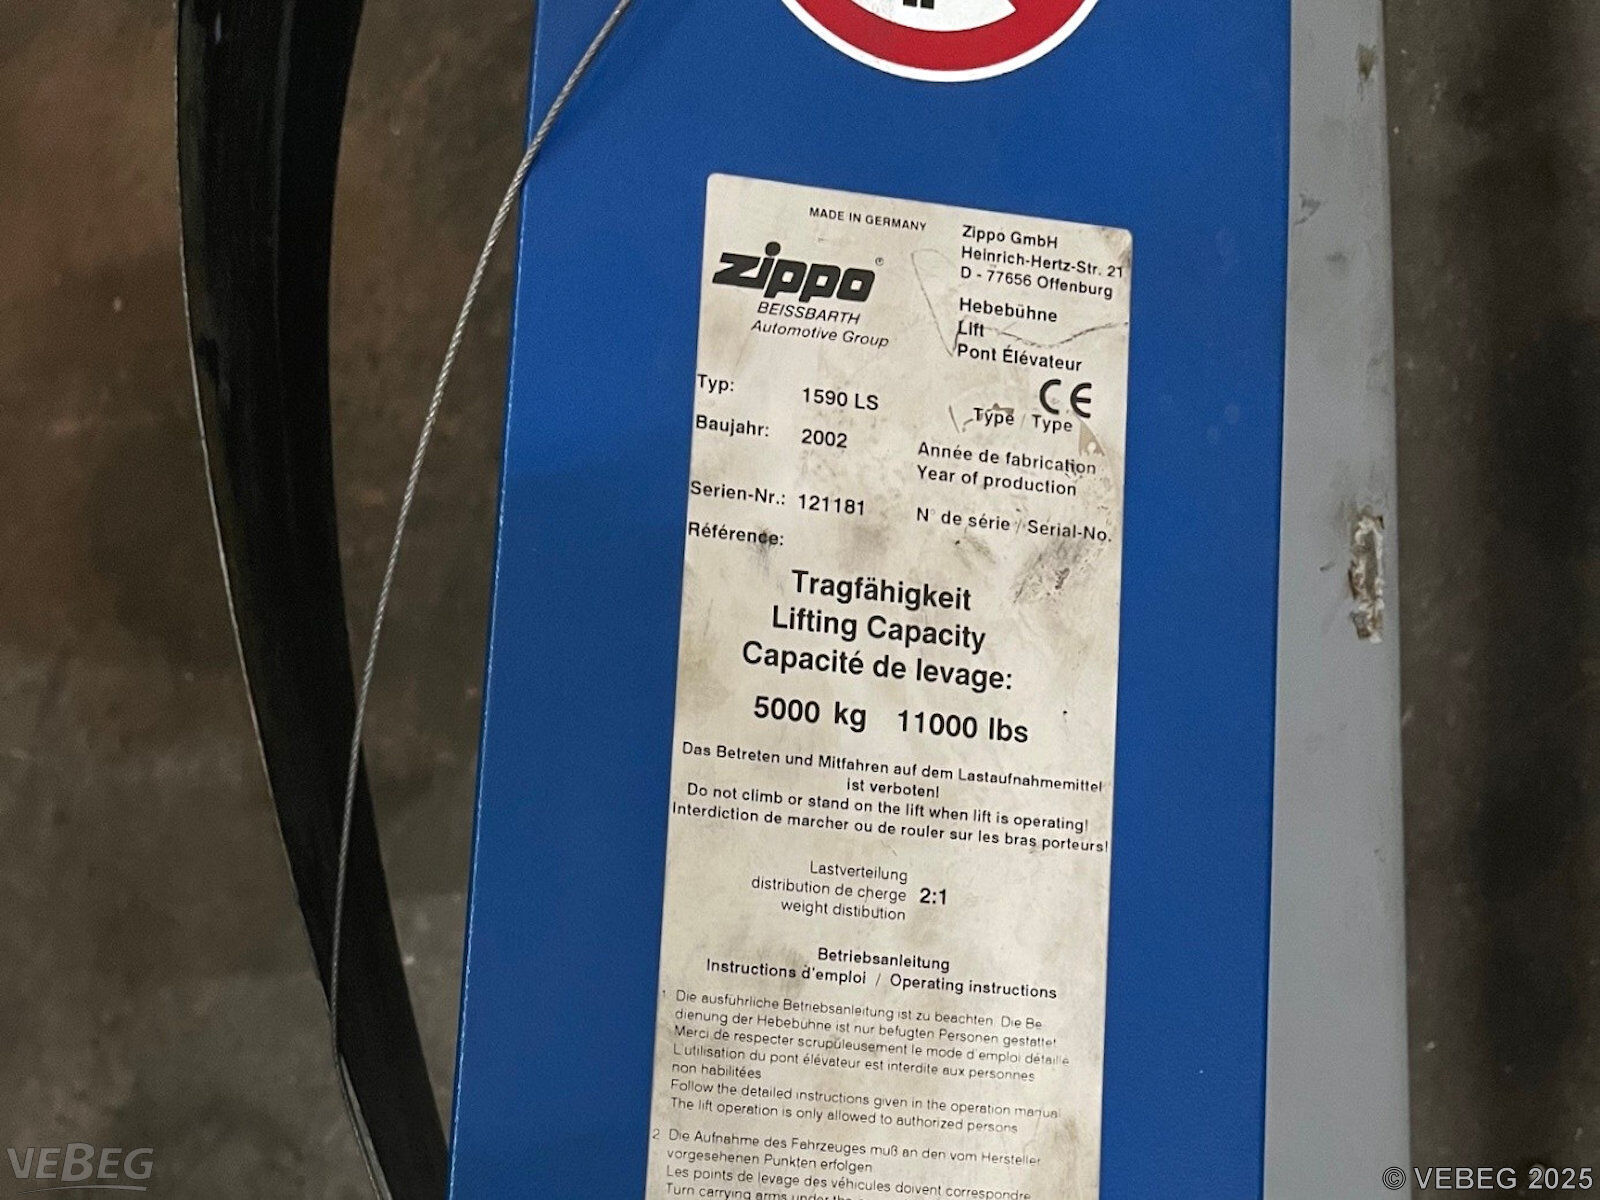 MADE IN GERMANY
zippo®
BEISSBARTH
Automotive Group
Zippo GmbH
Heinrich-Hertz-Str. 21
D - 77656 Offenburg
Hebebühne
Lift
Pont Élévateur
CE
Typ: 1590 LS Type / Type
Baujahr: 2002 Année de fabrication
Year of production
Serien-Nr.: 121181 N° de série / Serial-No.
Référence:
Tragfähigkeit
Lifting Capacity
Capacité de levage:
5000 kg 11000 lbs
Das Betreten und Mitfahren auf dem Lastaufnahmemittel
ist verboten!
Do not climb or stand on the lift when lift is operating!
Interdiction de marcher ou de rouler sur les bras porteurs!
Lastverteilung
distribution de charge 2:1
weight distibution
Betriebsanleitung
Instructions d'emploi / Operating instructions
1 Die ausführliche Betriebsanleitung ist zu beachten. Die Be
dienung der Hebebühne ist nur befugten Personen gestattet
Merci de respecter scrupuleusement le mode d'emploi détaillé
L'utilisation du pont élévateur est interdite aux personnes
non habilitées
Follow the detailed instructions given in the operation manual
The lift operation is only allowed to authorized persons
2 Die Aufnahme des Fahrzeuges muß an den vom Hersteller
vorgesehenen Punkten erfolgen
Les points de levage des véhicules doivent correspondre
Turn carrying arms under the
VEBEG
© VEBEG 2025